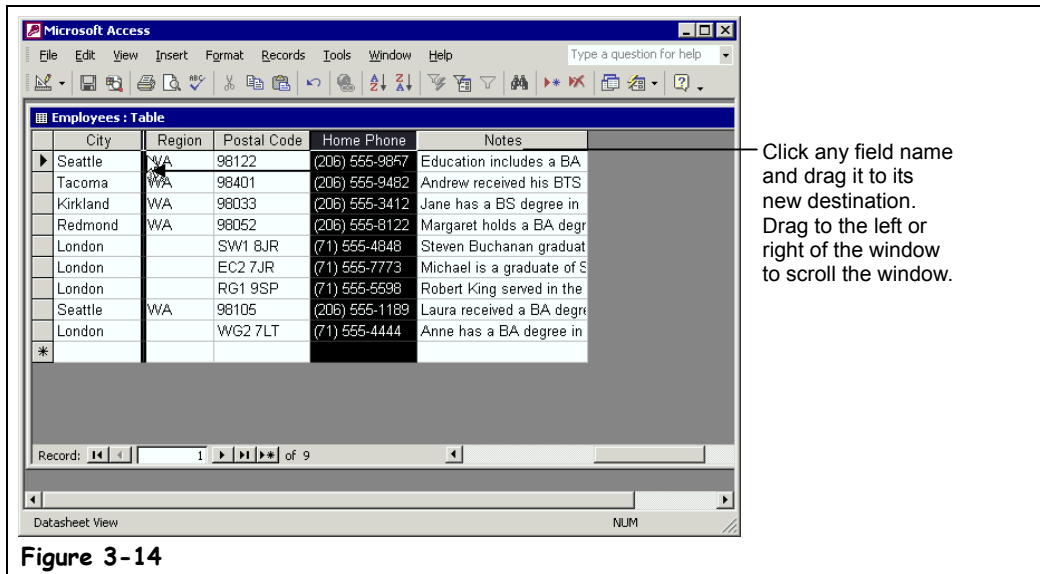 Microsoft Access
File Edit View Insert Format Records Tools Window Help Type a question for help
Employees : Table
City Region Postal Code Home Phone Notes
Seattle WA 98122 (206) 555-9857 Education includes a BA
Tacoma WA 98401 (206) 555-9482 Andrew received his BTS
Kirkland WA 98033 (206) 555-3412 Jane has a BS degree in
Redmond WA 98052 (206) 555-8122 Margaret holds a BA degr
London SW1 8JR (71) 555-4848 Steven Buchanan graduat
London EC2 7JR (71) 555-7773 Michael is a graduate of S
London RG1 9SP (71) 555-5598 Robert King served in the
Seattle WA 98105 (206) 555-1189 Laura received a BA degre
London WG2 7LT (71) 555-4444 Anne has a BA degree in
Record: 1 of 9
Datasheet View NUM
Click any field name
and drag it to its
new destination.
Drag to the left or
right of the window
to scroll the window.
Figure 3-14